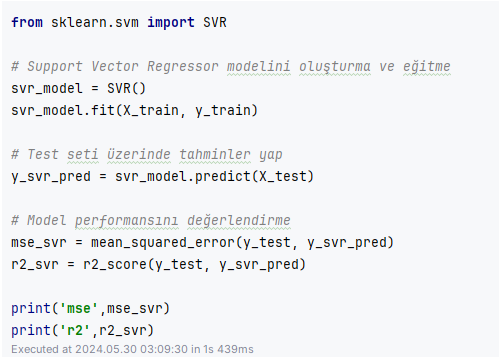 from sklearn.svm import SVR
# Support Vector Regressor modelini oluşturma ve eğitme
svr_model = SVR()
svr_model.fit(X_train, y_train)
# Test seti üzerinde tahminler yap
y_svr_pred = svr_model.predict(X_test)
# Model performansını değerlendirme
mse_svr = mean_squared_error(y_test, y_svr_pred)
r2_svr = r2_score(y_test, y_svr_pred)
print('mse',mse_svr)
print('r2',r2_svr)
Executed at 2024.05.30 03:09:30 in 1s 439ms